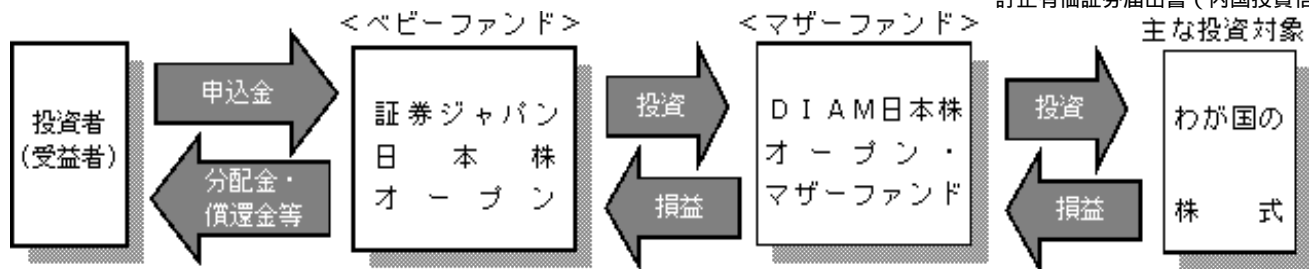 訂正有価証券届出書（内国投資信
＜ベビーファンド＞
＜マザーファンド＞
主な投資対象
投資者
（受益者）
申込金
分配金・
償還金等
証券ジャパン
日本株
オープン
投資
損益
ＤＩＡＭ日本株
オープン・
マザーファンド
投資
損益
わが国の
株式